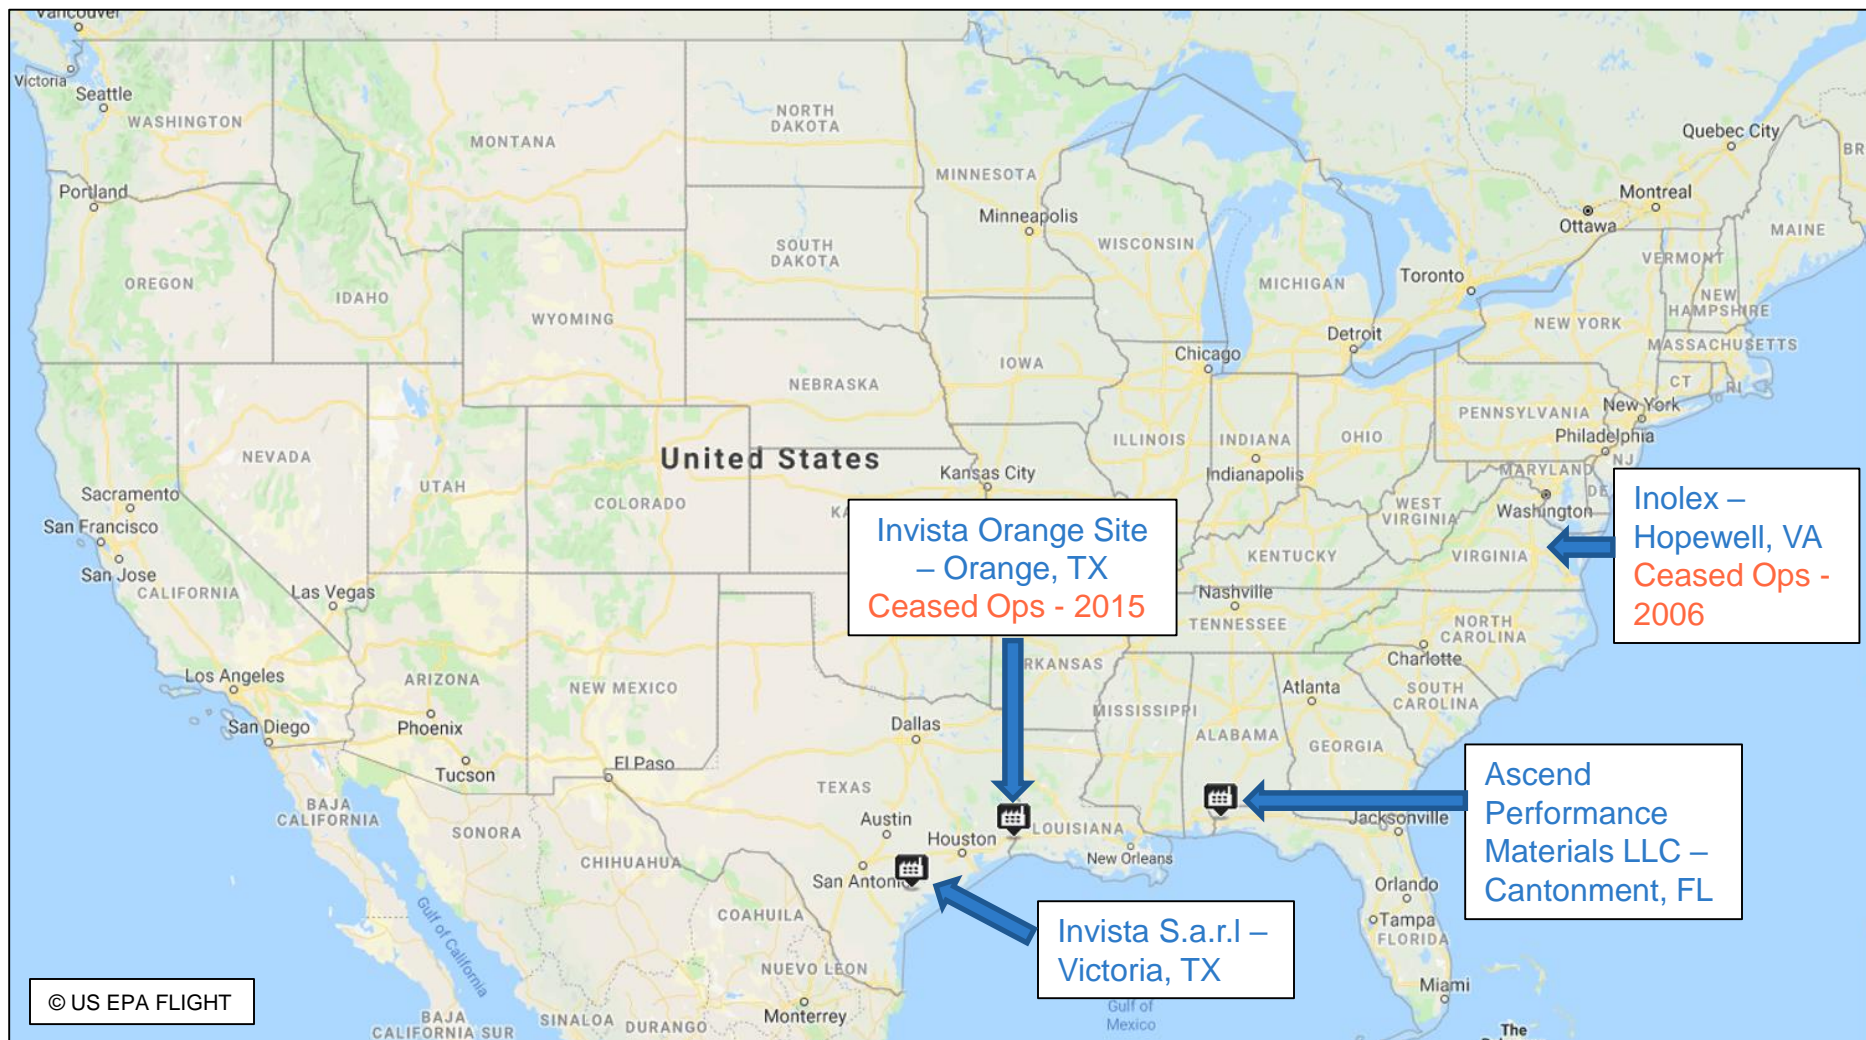 Vancouver
Victoria
Seattle
WASHINGTON
Portland
OREGON
IDAHO
MONTANA
NORTH
DAKOTA
SOUTH
DAKOTA
MINNESOTA
Minneapolis
WISCONSIN
MICHIGAN
Toronto
Ottawa
Montreal
Quebec City
BR
MAINE
VERMONT
NEW
HAMPSHIRE
NEW YORK
MASSACHUSETTS
CT
RI
WYOMING
IOWA
Chicago
Detroit
NEBRASKA
NEVADA
UTAH
COLORADO
United States
KA
Kansas City
ILLINOIS
INDIANA
Indianapolis
OHIO
PENNSYLVANIA
New York
Philadelphia
NJ
MARYLAND
DE
WEST
VIRGINIA
Washington
VIRGINIA
KENTUCKY
Sacramento
San Francisco
San Jose
CALIFORNIA
Las Vegas
Los Angeles
San Diego
ARIZONA
Phoenix
Tucson
NEW MEXICO
El Paso
Invista Orange Site
– Orange, TX
Ceased Ops - 2015
Inolex –
Hopewell, VA
Ceased Ops -
2006
Nashville
TENNESSEE
NORTH
CAROLINA
Charlotte
SOUTH
CAROLINA
Atlanta
RKANSAS
MISSISSIPPI
ALABAMA
GEORGIA
Dallas
TEXAS
Austin
Houston
San Antonio
LOUISIANA
New Orleans
Jacksonville
Orlando
Tampa
FLORIDA
Miami
Ascend
Performance
Materials LLC –
Cantonment, FL
Invista S.a.r.l –
Victoria, TX
BAJA
CALIFORNIA
SONORA
CHIHUAHUA
COAHUILA
NUEVO LEON
Monterrey
Gulf of California
BAJA
CALIFORNIA SUR
SINALOA
DURANGO
Gulf of
Mexico
The
© US EPA FLIGHT